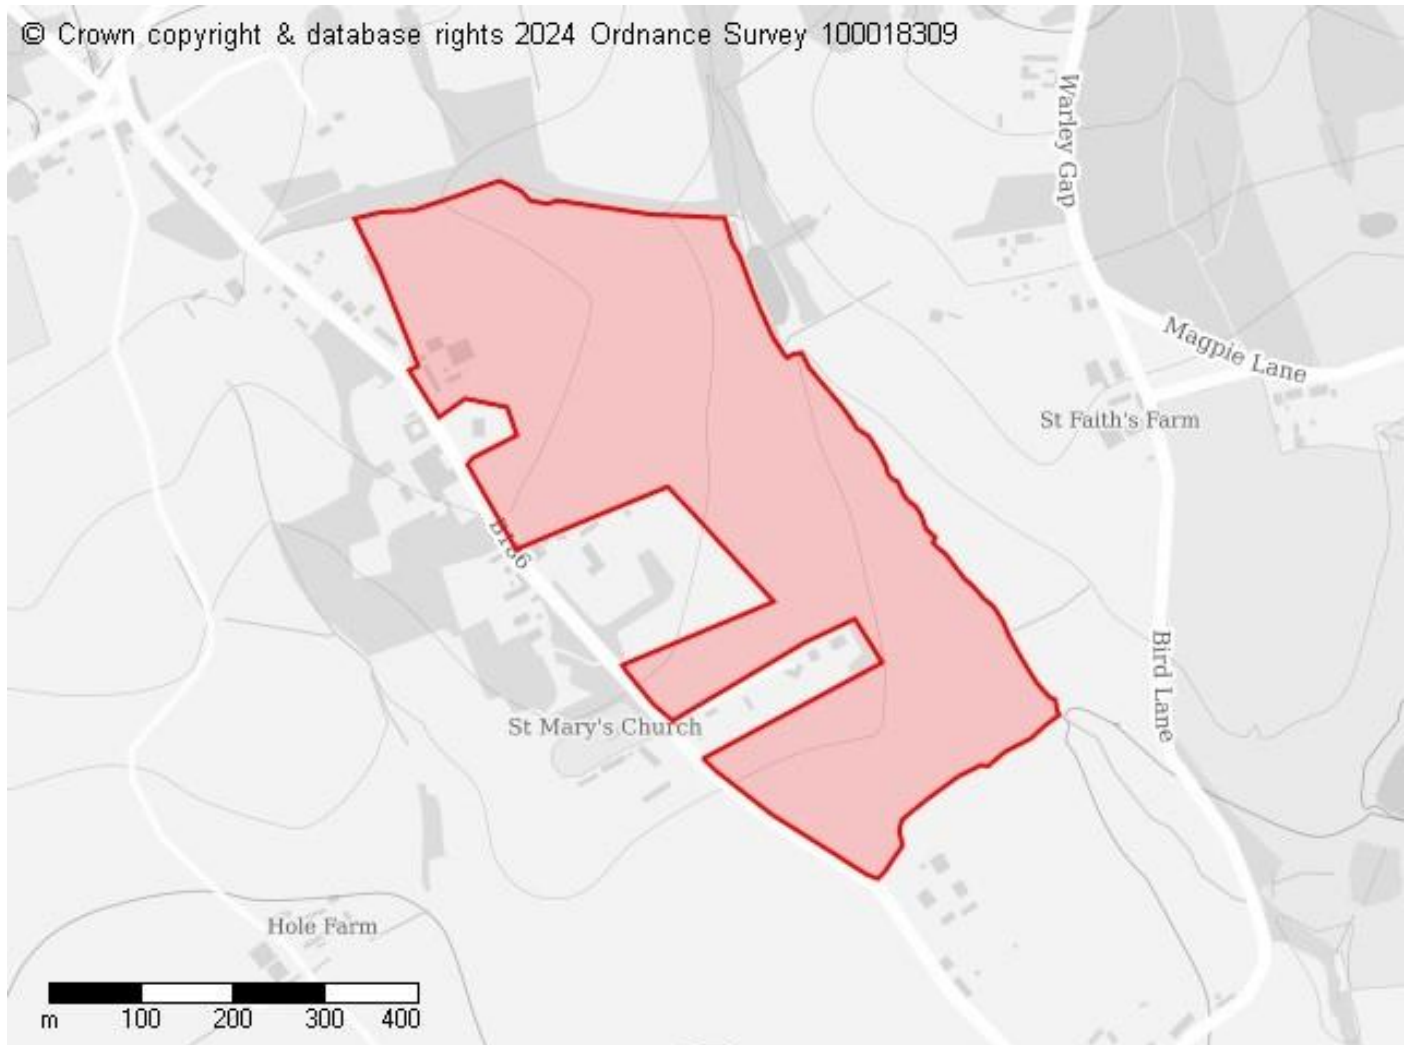 © Crown copyright & database rights 2024 Ordnance Survey 100018309
Warley Gap
Magpie Lane
St Faith's Farm
B186
Bird Lane
St Mary's Church
Hole Farm
m 100 200 300 400